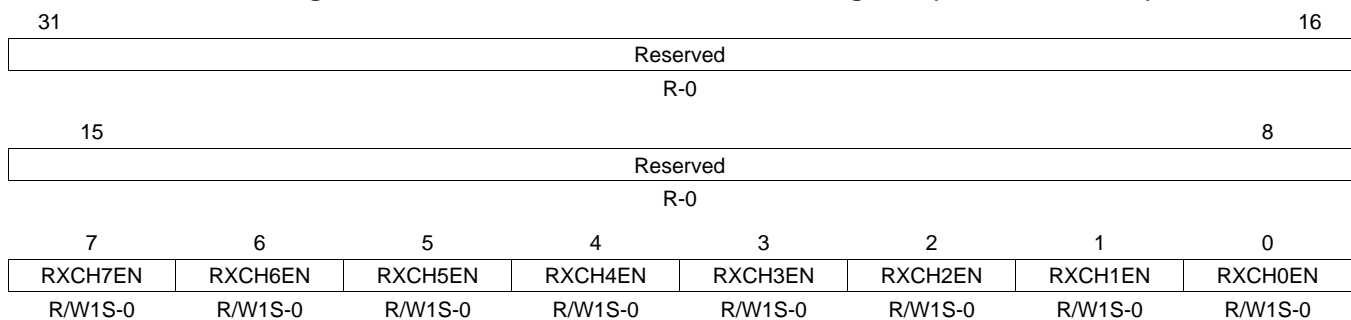 31 16
Reserved
R-0
15 8
Reserved
R-0
7 6 5 4 3 2 1 0
RXCH7EN RXCH6EN RXCH5EN RXCH4EN RXCH3EN RXCH2EN RXCH1EN RXCH0EN
R/W1S-0 R/W1S-0 R/W1S-0 R/W1S-0 R/W1S-0 R/W1S-0 R/W1S-0 R/W1S-0